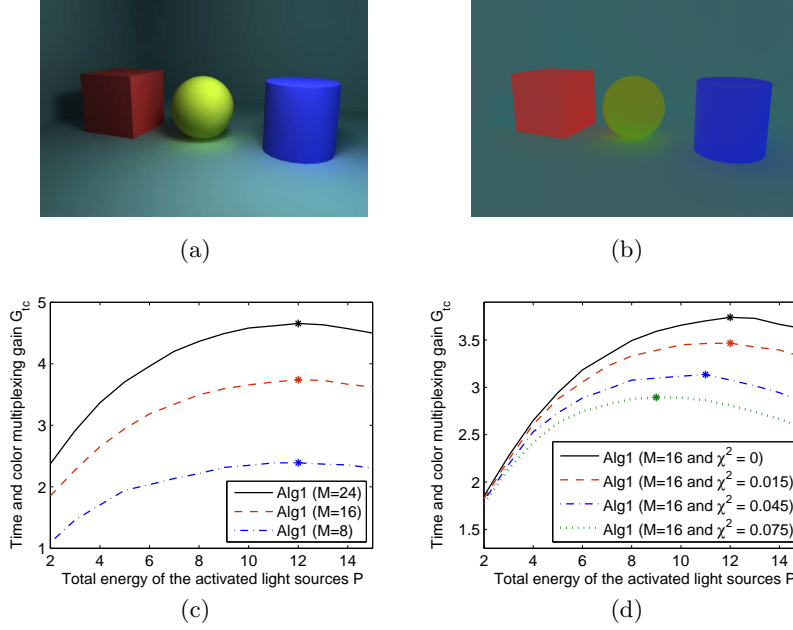 (a)
(b)
Time and color multiplexing gain G_tc
5
4
3
2
1
2 4 6 8 10 12 14
Total energy of the activated light sources P
Alg1 (M=24)
Alg1 (M=16)
Alg1 (M=8)
(c)
Time and color multiplexing gain G_tc
3.5
3
2.5
2
1.5
2 4 6 8 10 12 14
Total energy of the activated light sources P
Alg1 (M=16 and χ² = 0)
Alg1 (M=16 and χ² = 0.015)
Alg1 (M=16 and χ² = 0.045)
Alg1 (M=16 and χ² = 0.075)
(d)